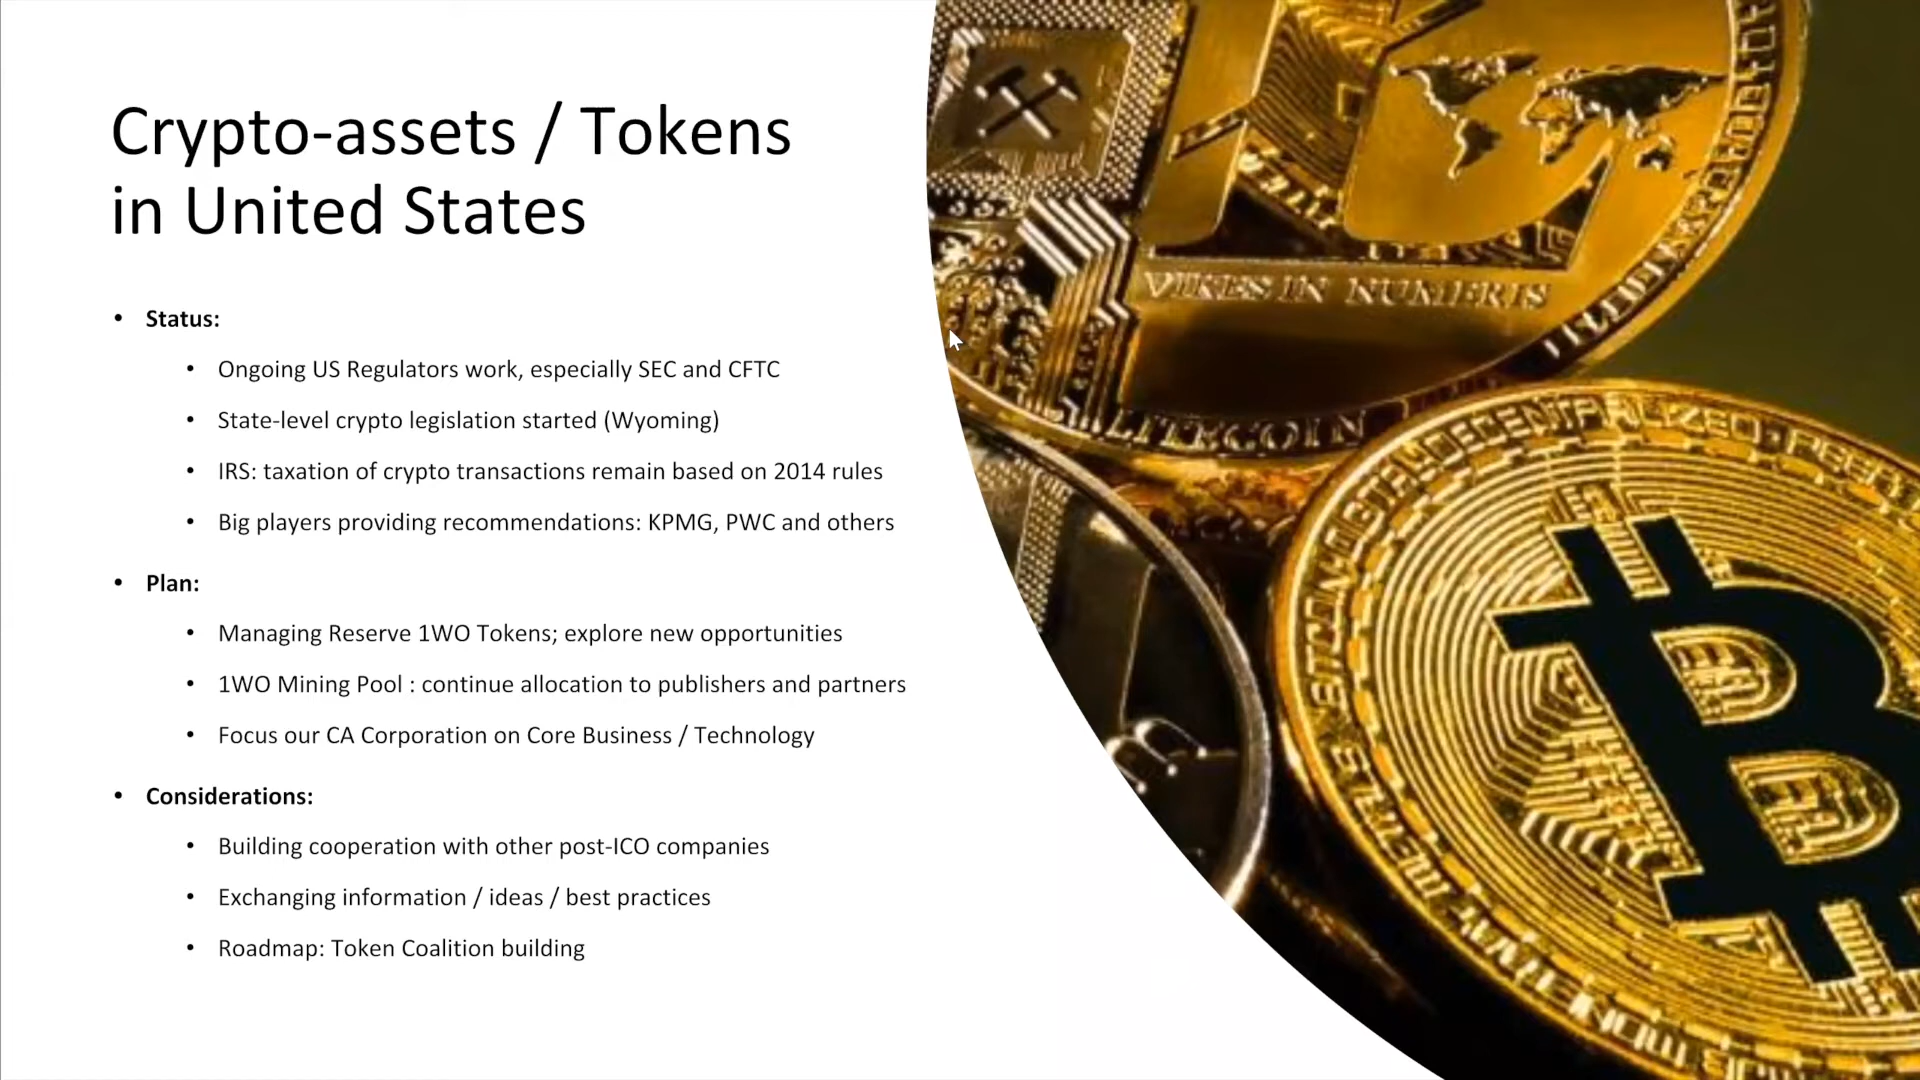 Crypto-assets / Tokens
in United States
• Status:
• Ongoing US Regulators work, especially SEC and CFTC
• State-level crypto legislation started (Wyoming)
• IRS: taxation of crypto transactions remain based on 2014 rules
• Big players providing recommendations: KPMG, PWC and others
• Plan:
• Managing Reserve 1WO Tokens; explore new opportunities
• 1WO Mining Pool : continue allocation to publishers and partners
• Focus our CA Corporation on Core Business / Technology
• Considerations:
• Building cooperation with other post-ICO companies
• Exchanging information / ideas / best practices
• Roadmap: Token Coalition building
VIRES IN NUMERIS
LITECOIN
DECENTRALIZED
BITCOIN